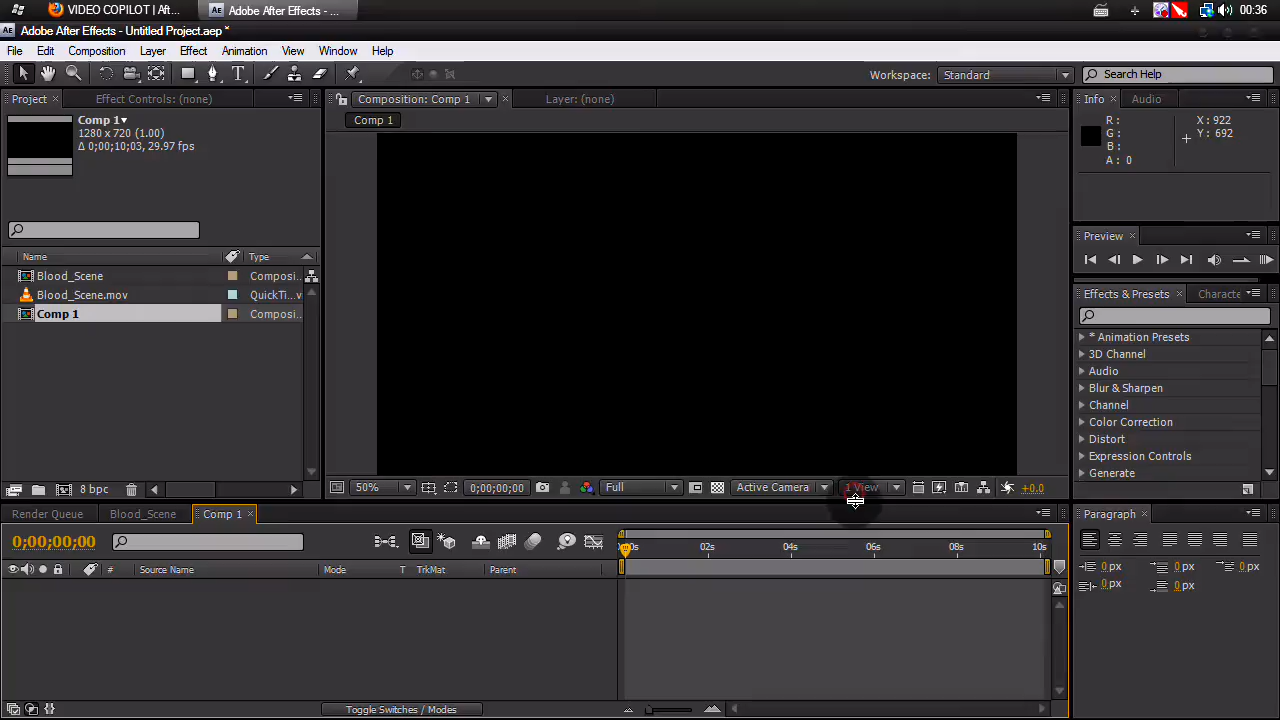 VIDEO COPILOT | Aft...
Adobe After Effects - ...
00:36
Adobe After Effects - Untitled Project.aep *
File Edit Composition Layer Effect Animation View Window Help
Workspace: Standard Search Help
Project Effect Controls: (none)
Composition: Comp 1 Layer: (none)
Info Audio
Comp 1
1280 x 720 (1.00)
Δ 0;00;10;03, 29.97 fps
Comp 1
R :
G :
B :
A : 0
X : 922
Y : 692
Preview
Name Type
Blood_Scene Composi...
Blood_Scene.mov QuickTi...v
Comp 1 Composi...
Effects & Presets Characte
* Animation Presets
3D Channel
Audio
Blur & Sharpen
Channel
Color Correction
Distort
Expression Controls
Generate
8 bpc
50% 0;00;00;00 Full Active Camera 1 View +0.0
Render Queue Blood_Scene Comp 1
Paragraph
0;00;00;00
02s 04s 06s 08s 10s
# Source Name Mode T TrkMat Parent
0 px 0 px 0 px
0 px 0 px
Toggle Switches / Modes